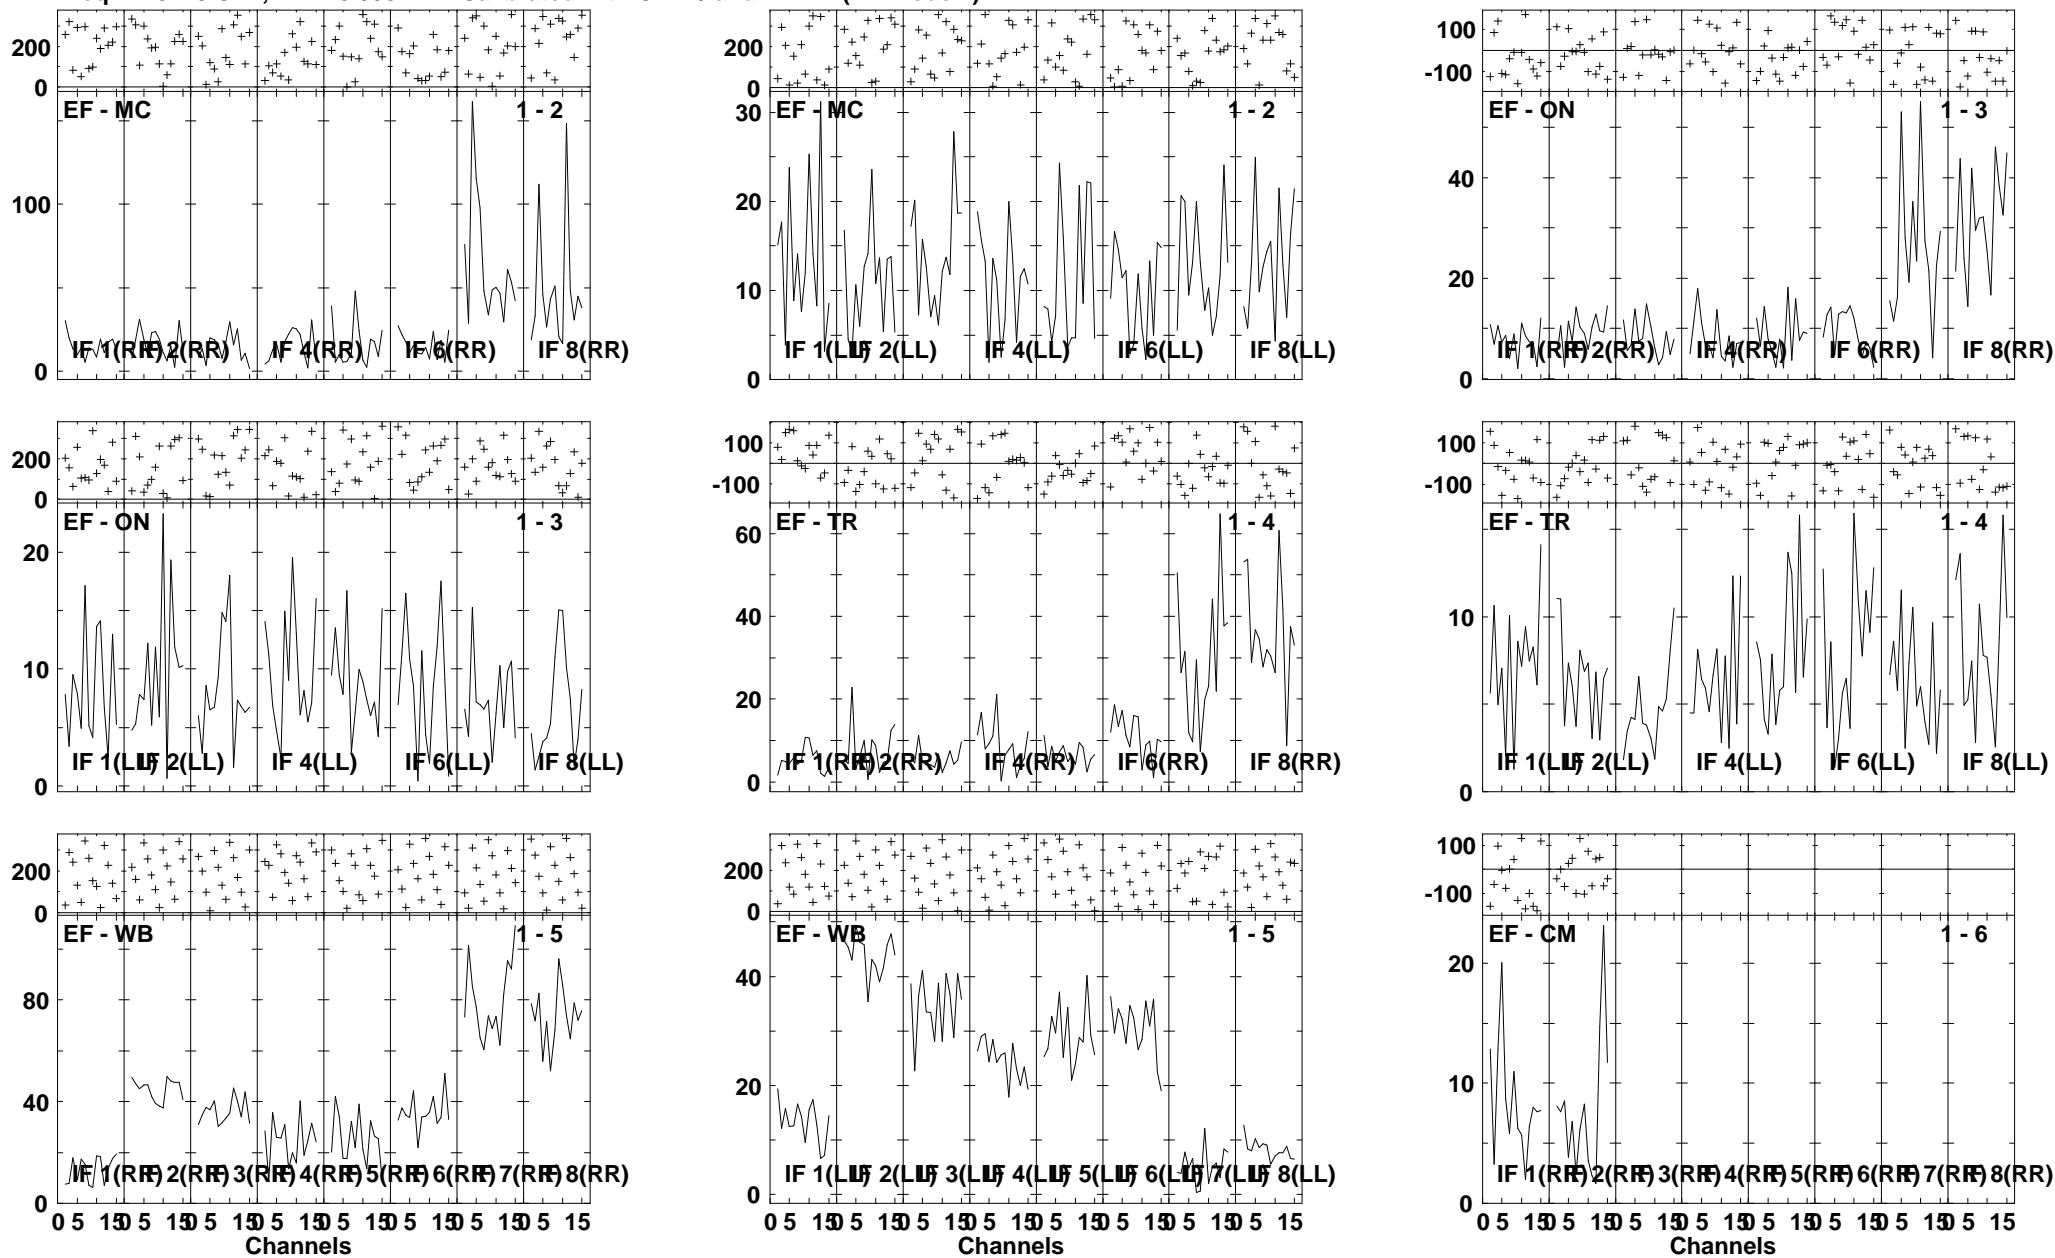 200
0
200
0
100
-100
EF - MC 1 - 2
EF - MC 1 - 2
EF - ON 1 - 3
100
0
30
20
10
0
40
20
0
IF 1(RR) IF 2(RR) IF 4(RR) IF 6(RR) IF 8(RR)
IF 1(LL) IF 2(LL) IF 4(LL) IF 6(LL) IF 8(LL)
IF 1(RR) IF 2(RR) IF 4(RR) IF 6(RR) IF 8(RR)
200
0
100
-100
100
-100
EF - ON 1 - 3
EF - TR 1 - 4
EF - TR 1 - 4
20
10
0
60
40
20
0
10
0
IF 1(LL) IF 2(LL) IF 4(LL) IF 6(LL) IF 8(LL)
IF 1(RR) IF 2(RR) IF 4(RR) IF 6(RR) IF 8(RR)
IF 1(LL) IF 2(LL) IF 4(LL) IF 6(LL) IF 8(LL)
200
0
200
0
100
-100
EF - WB 1 - 5
EF - WB 1 - 5
EF - CM 1 - 6
80
40
0
40
20
0
20
10
0
IF 1(RR) IF 2(RR) IF 3(RR) IF 4(RR) IF 5(RR) IF 6(RR) IF 7(RR) IF 8(RR)
IF 1(LL) IF 2(LL) IF 3(LL) IF 4(LL) IF 5(LL) IF 6(LL) IF 7(LL) IF 8(LL)
IF 1(RR) IF 2(RR) IF 3(RR) IF 4(RR) IF 5(RR) IF 6(RR) IF 7(RR) IF 8(RR)
0 5 15 0 5 15 0 5 15 0 5 15 0 5 15 0 5 15 0 5 15 0 5 15
0 5 15 0 5 15 0 5 15 0 5 15 0 5 15 0 5 15 0 5 15 0 5 15
0 5 15 0 5 15 0 5 15 0 5 15 0 5 15 0 5 15 0 5 15 0 5 15
Channels
Channels